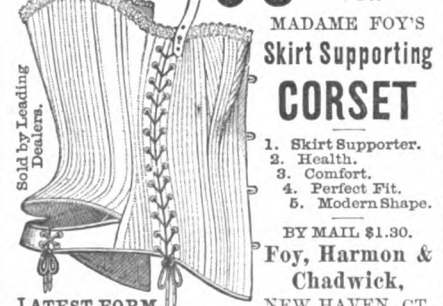 MADAME FOY'S
Skirt Supporting
CORSET
Sold by Leading
Dealers.
1. Skirt Supporter.
2. Health.
3. Comfort.
4. Perfect Fit.
5. Modern Shape.
BY MAIL $1.30.
Foy, Harmon &
Chadwick,
LATEST FORM
NEW HAVEN, CT.